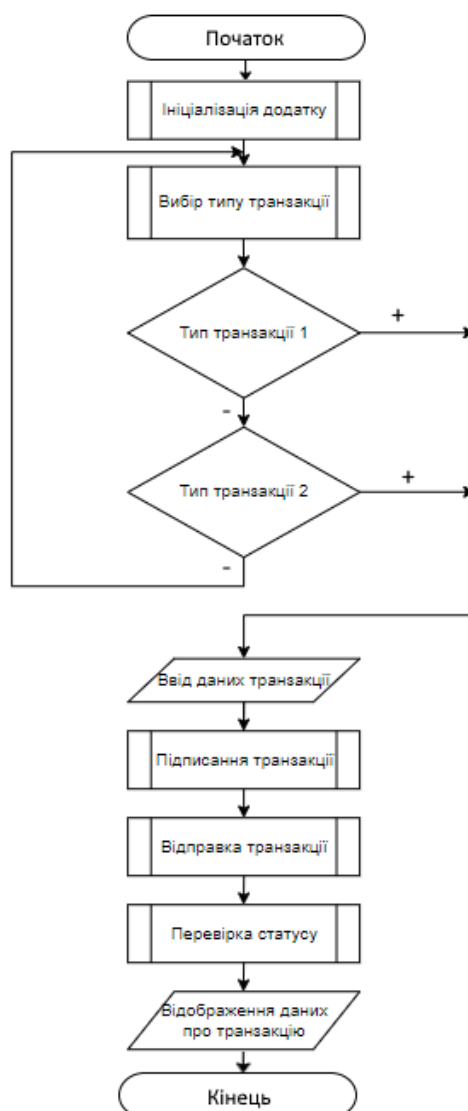 Початок
Ініціалізація додатку
Вибір типу транзакції
Тип транзакції 1
+
-
Тип транзакції 2
+
-
Ввід даних транзакції
Підписання транзакції
Відправка транзакції
Перевірка статусу
Відображення даних
про транзакцію
Кінець